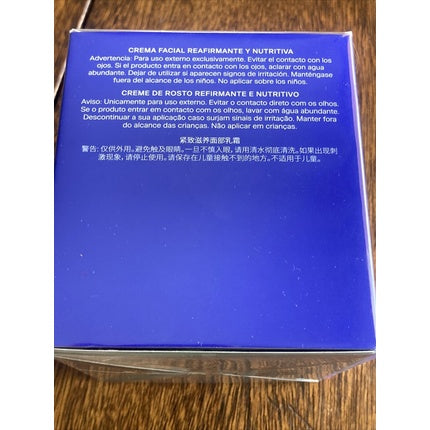 CREMA FACIAL REAFIRMANTE Y NUTRITIVA
Advertencia: Para uso externo exclusivamente. Evitar el contacto con los
ojos. Si el producto entra en contacto con los ojos, aclarar con agua
abundante. Dejar de utilizar si aparecen signos de irritación. Manténgase
fuera del alcance de los niños. No aplicar sobre los niños.
CREME DE ROSTO REFIRMANTE E NUTRITIVO
Aviso: Unicamente para uso externo. Evitar o contacto direto com os olhos.
Se o produto entrar em contacto com os olhos, lavar com água abundante.
Descontinuar a sua aplicação caso surjam sinais de irritação. Manter fora
do alcance das crianças. Não aplicar em crianças.
紧致滋养面部乳霜
警告: 仅供外用。避免触及眼睛。一旦不慎入眼, 请用清水彻底清洗。如果出现刺
激现象, 请停止使用。请保存在儿童接触不到的地方。不适用于儿童。